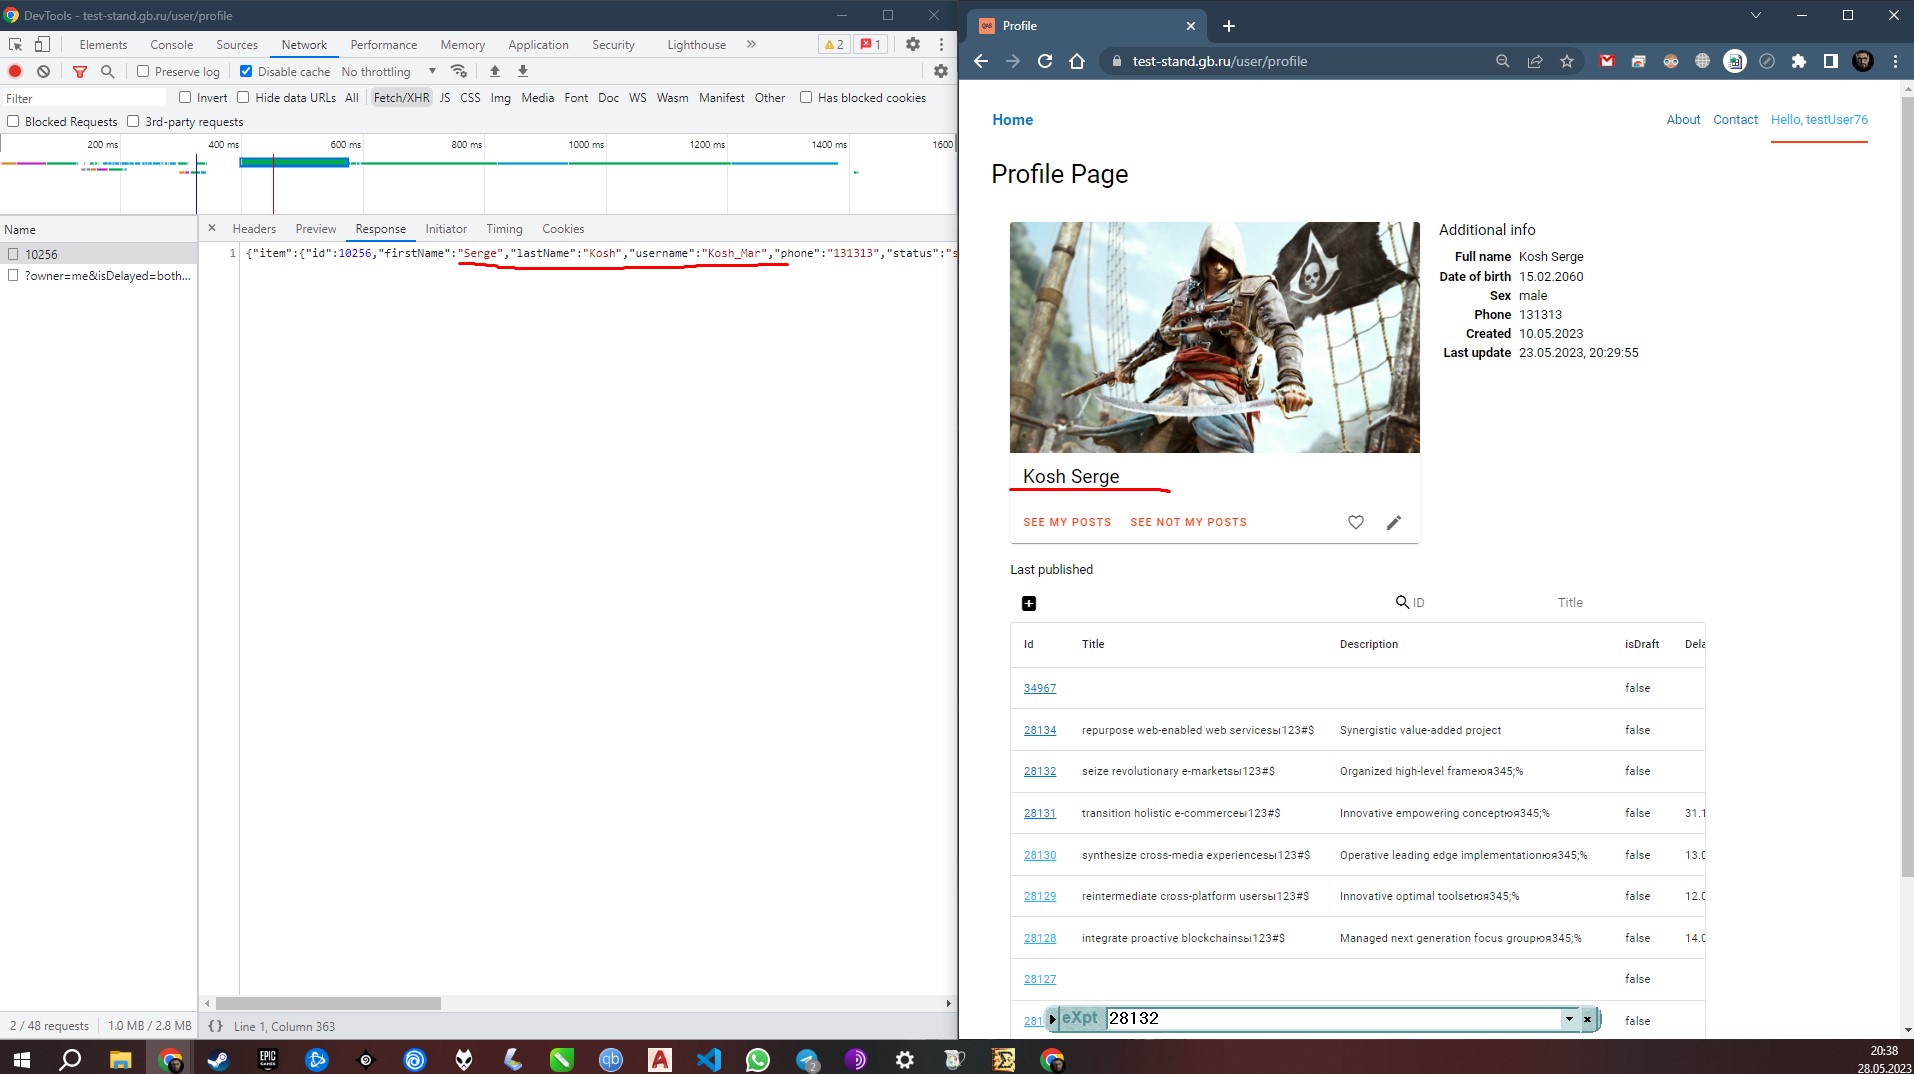 DevTools - test-stand.gb.ru/user/profile
Elements Console Sources Network Performance Memory Application Security Lighthouse 2 1
Preserve log Disable cache No throttling
Filter Invert Hide data URLs All Fetch/XHR JS CSS Img Media Font Doc WS Wasm Manifest Other Has blocked cookies
Blocked Requests 3rd-party requests
200 ms 400 ms 600 ms 800 ms 1000 ms 1200 ms 1400 ms 1600
Name
10256
?owner=me&isDelayed=both...
Headers Preview Response Initiator Timing Cookies
1 {"item":{"id":10256,"firstName":"Serge","lastName":"Kosh","username":"Kosh_Mar","phone":"131313","status":"s
2 / 48 requests 1.0 MB / 2.8 MB {} Line 1, Column 363
Profile
test-stand.gb.ru/user/profile
Home About Contact Hello, testUser76
Profile Page
Additional info
Full name Kosh Serge
Date of birth 15.02.2060
Sex male
Phone 131313
Created 10.05.2023
Last update 23.05.2023, 20:29:55
Kosh Serge
SEE MY POSTS SEE NOT MY POSTS
Last published
ID Title
Id Title Description isDraft Dela
34967 false
28134 repurpose web-enabled web servicesы123#$ Synergistic value-added project false
28132 seize revolutionary e-marketsы123#$ Organized high-level frameюя345;% false
28131 transition holistic e-commerceы123#$ Innovative empowering conceptюя345;% false 31.1
28130 synthesize cross-media experiencesы123#$ Operative leading edge implementationюя345;% false 13.0
28129 reintermediate cross-platform usersы123#$ Innovative optimal toolsetюя345;% false 12.0
28128 integrate proactive blockchainsы123#$ Managed next generation focus groupюя345;% false 14.0
28127 false
281 false
eXpt 28132
EPIC GAMES
qb
A
2
20:38
28.05.2023